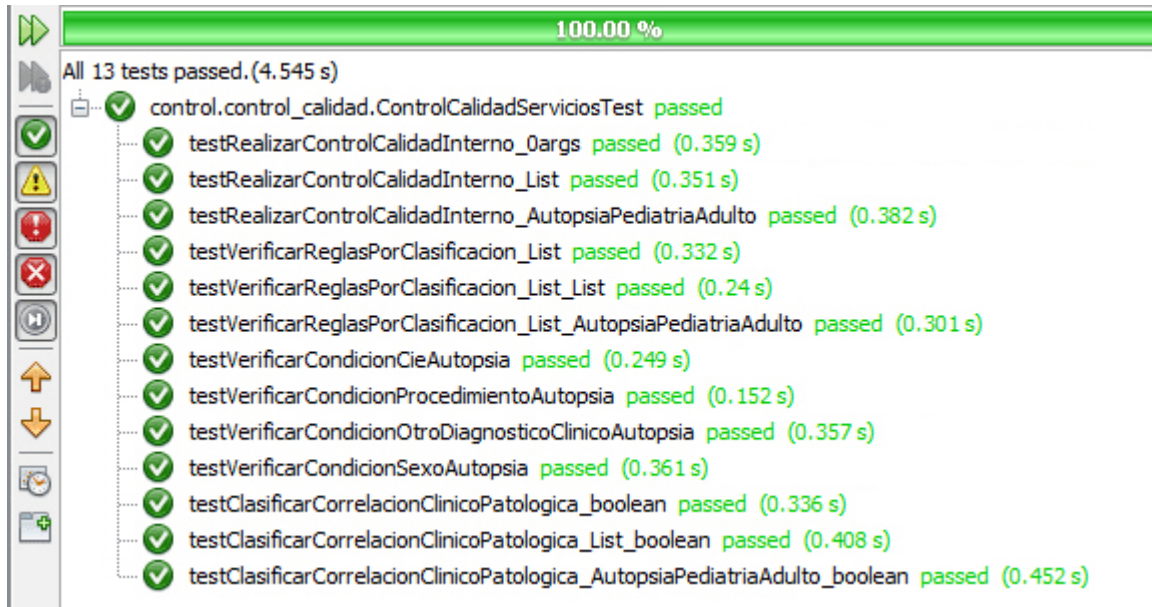 100.00 %
All 13 tests passed.(4.545 s)
control.control_calidad.ControlCalidadServiciosTest passed
testRealizarControlCalidadInterno_0args passed (0.359 s)
testRealizarControlCalidadInterno_List passed (0.351 s)
testRealizarControlCalidadInterno_AutopsiaPediatriaAdulto passed (0.382 s)
testVerificarReglasPorClasificacion_List passed (0.332 s)
testVerificarReglasPorClasificacion_List_List passed (0.24 s)
testVerificarReglasPorClasificacion_List_AutopsiaPediatriaAdulto passed (0.301 s)
testVerificarCondicionCieAutopsia passed (0.249 s)
testVerificarCondicionProcedimientoAutopsia passed (0.152 s)
testVerificarCondicionOtroDiagnosticoClinicoAutopsia passed (0.357 s)
testVerificarCondicionSexoAutopsia passed (0.361 s)
testClasificarCorrelacionClinicoPatologica_boolean passed (0.336 s)
testClasificarCorrelacionClinicoPatologica_List_boolean passed (0.408 s)
testClasificarCorrelacionClinicoPatologica_AutopsiaPediatriaAdulto_boolean passed (0.452 s)